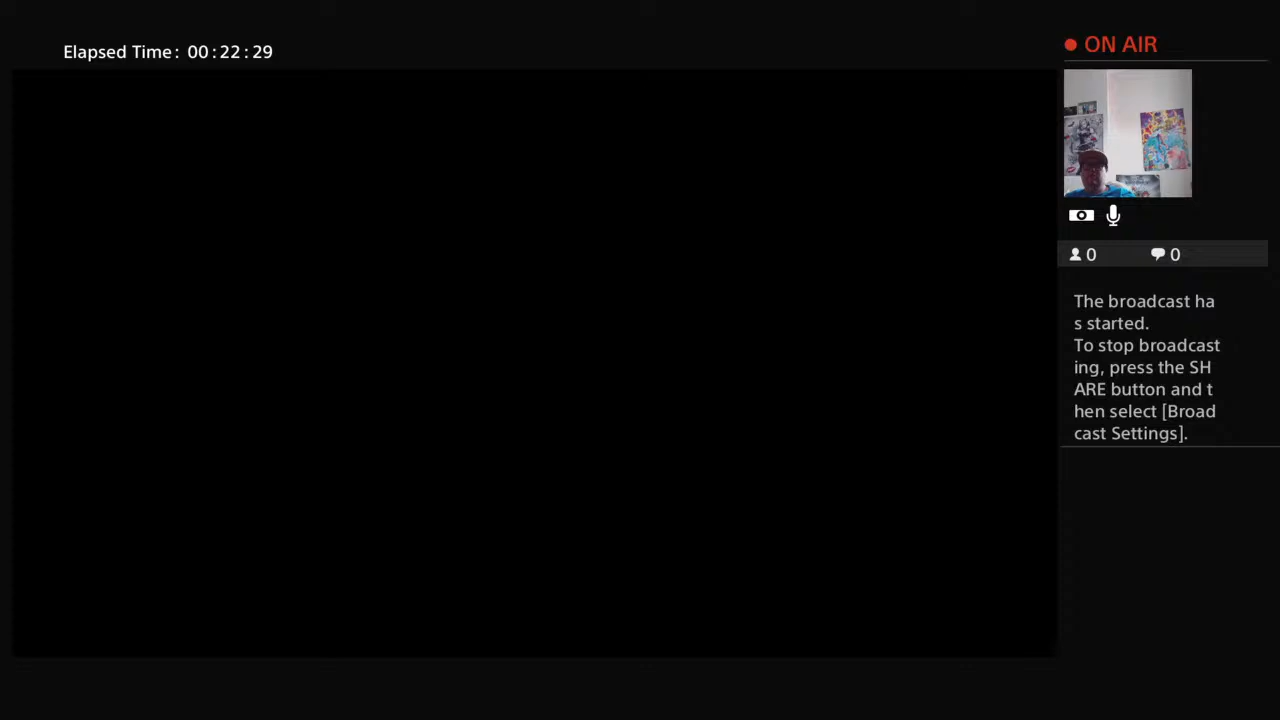 Elapsed Time: 00:22:29
ON AIR
0 0
The broadcast ha
s started.
To stop broadcast
ing, press the SH
ARE button and t
hen select [Broad
cast Settings].